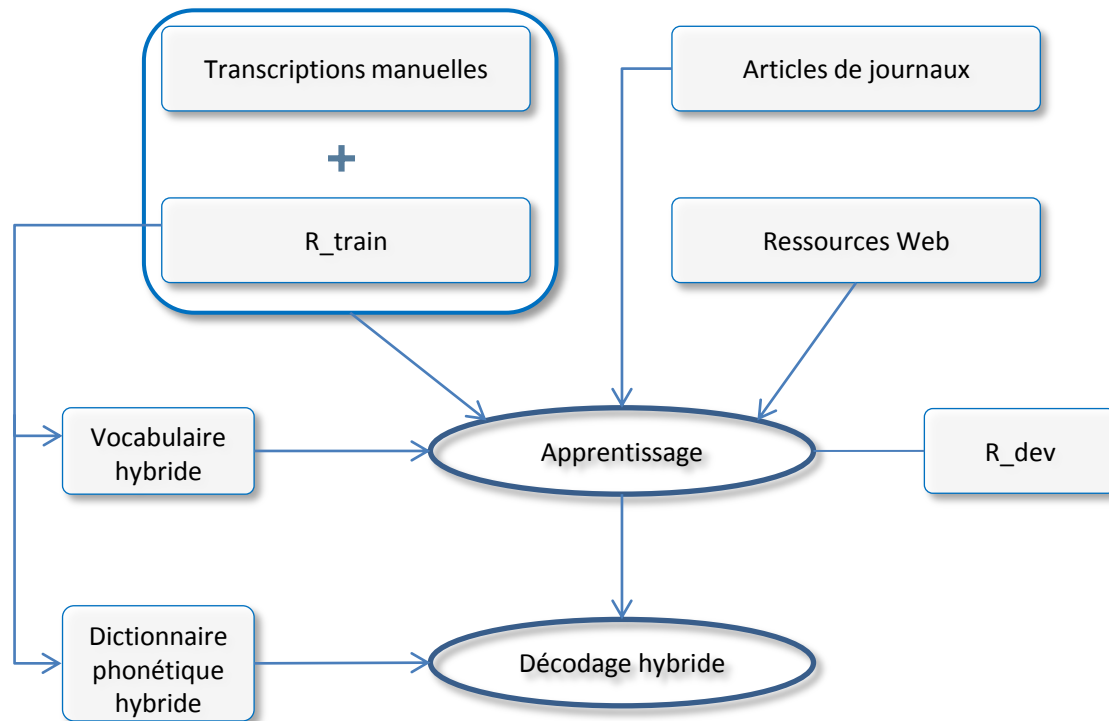 Transcriptions manuelles
Articles de journaux
+
R_train
Ressources Web
Vocabulaire
hybride
Apprentissage
R_dev
Dictionnaire
phonétique
hybride
Décodage hybride